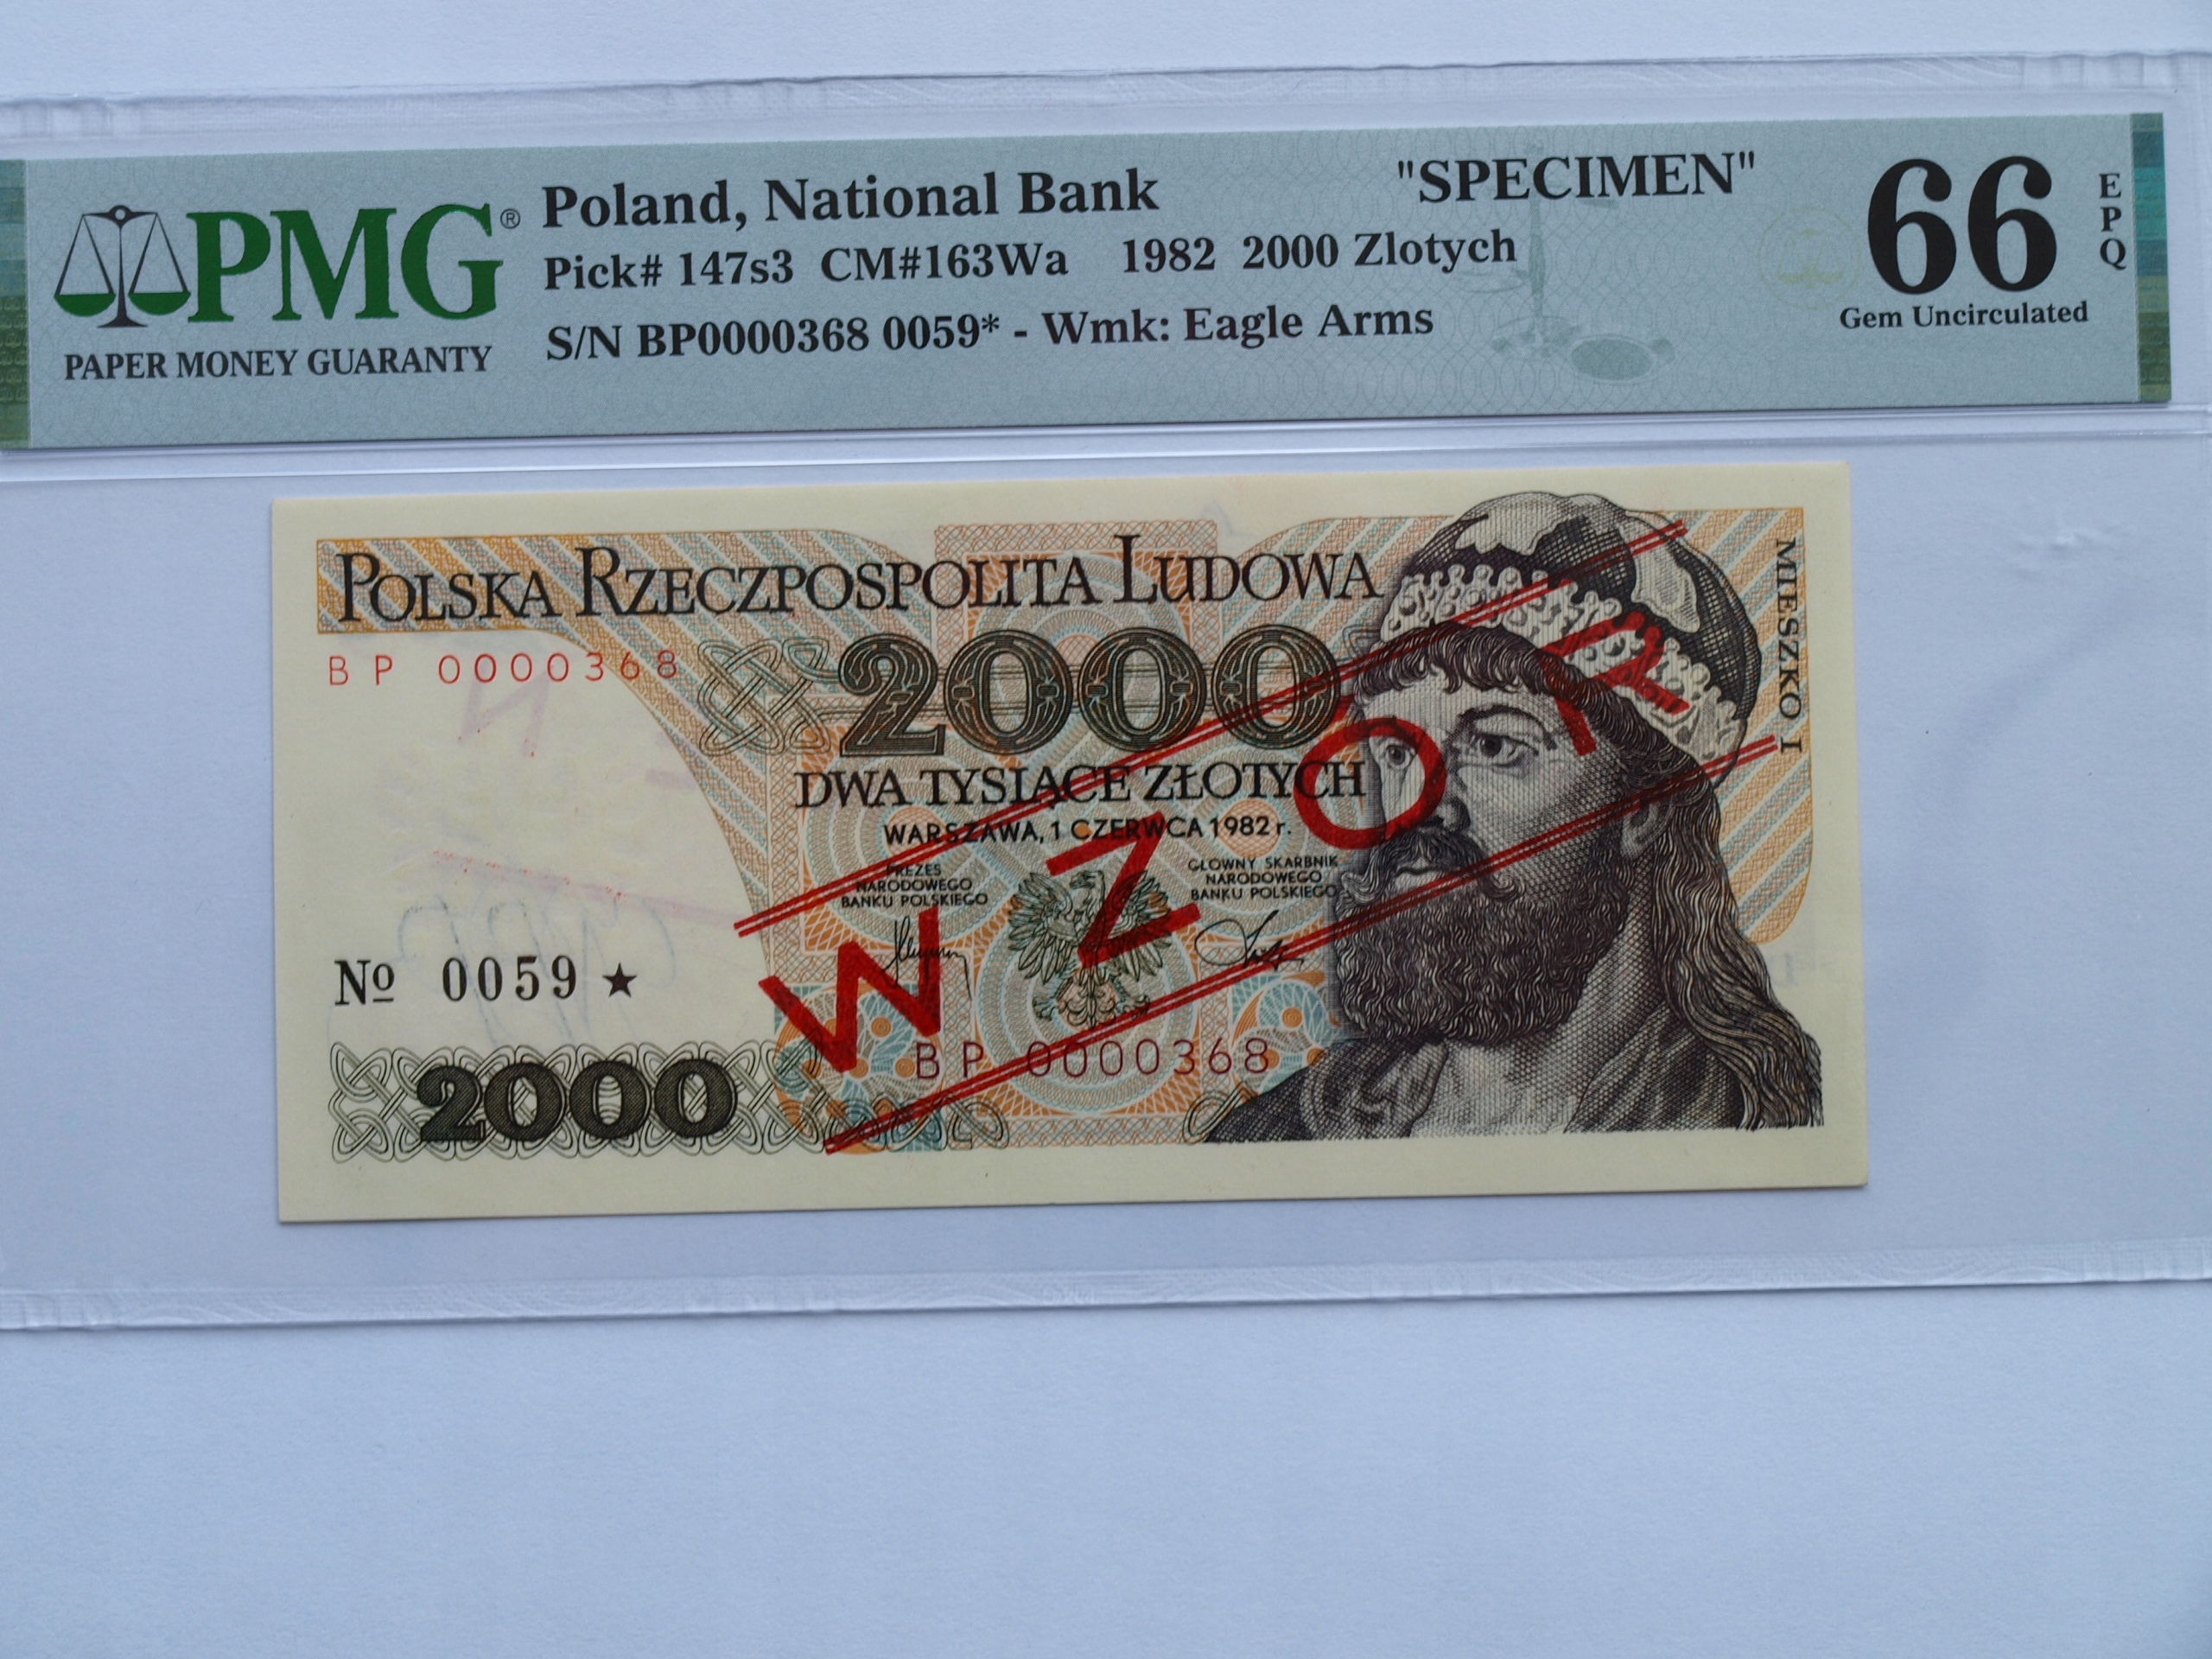 PMG®
PAPER MONEY GUARANTY
Poland, National Bank
"SPECIMEN"
Pick# 147s3 CM#163Wa 1982 2000 Zlotych
S/N BP0000368 0059* - Wmk: Eagle Arms
66
EPQ
Gem Uncirculated
POLSKA RZECZPOSPOLITA LUDOWA
BP 0000368
2000
MIESZKO I
DWA TYSIĄCE ZŁOTYCH
WARSZAWA, 1 CZERWCA 1982 r.
PREZES
NARODOWEGO
BANKU POLSKIEGO
GŁOWNY SKARBNIK
NARODOWEGO
BANKU POLSKIEGO
WZOR
No 0059 ★
BP 0000368
2000